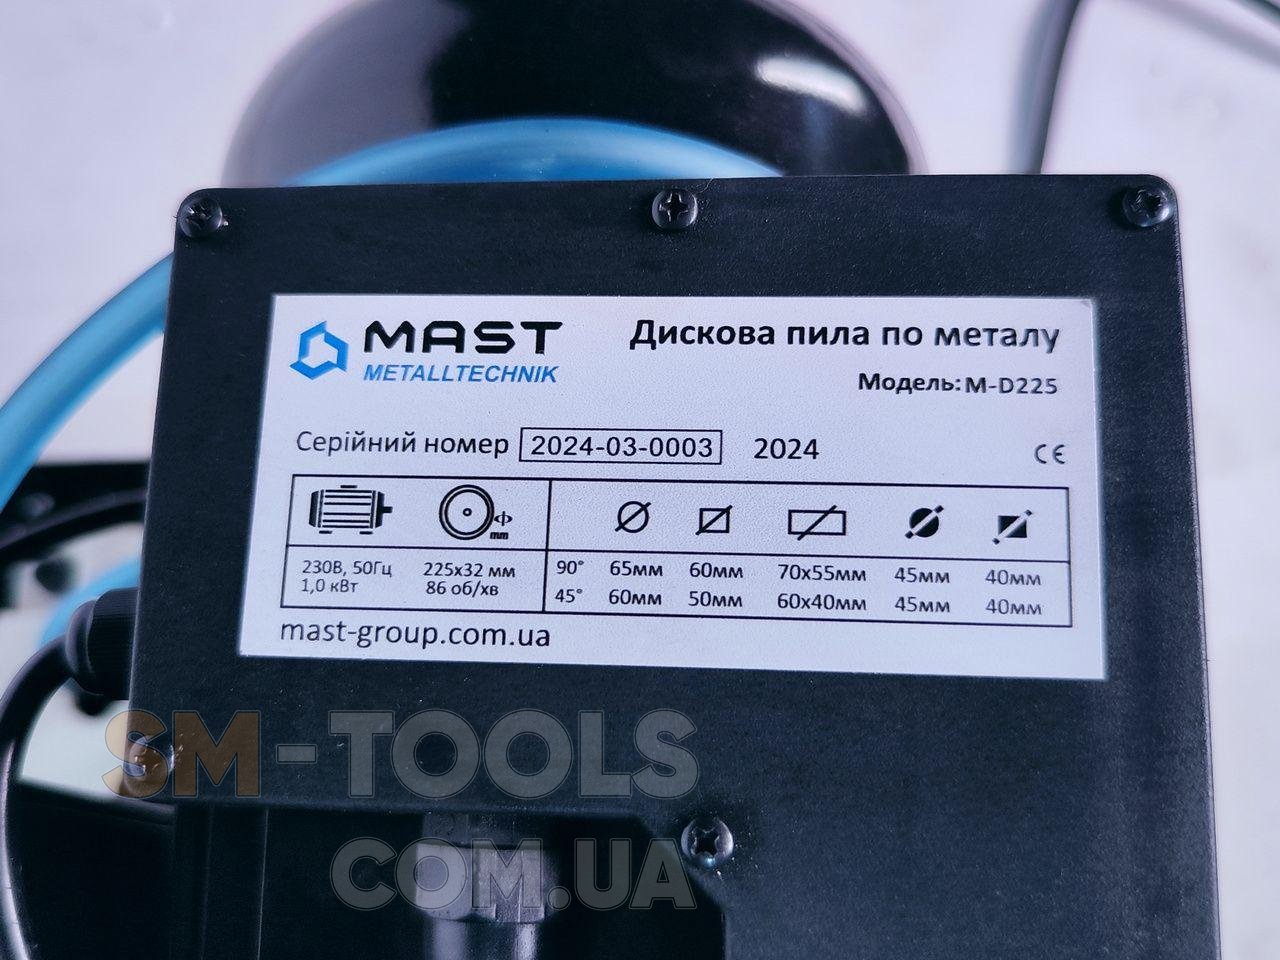 MAST
METALLTECHNIK
Дискова пила по металу
Модель: M-D225
Серійний номер 2024-03-0003 2024 CE
Ф
mm
230В, 50Гц 225x32 мм 90° 65мм 60мм 70x55мм 45мм 40мм
1,0 кВт 86 об/хв 45° 60мм 50мм 60x40мм 45мм 40мм
mast-group.com.ua
SM-TOOLS
COM.UA